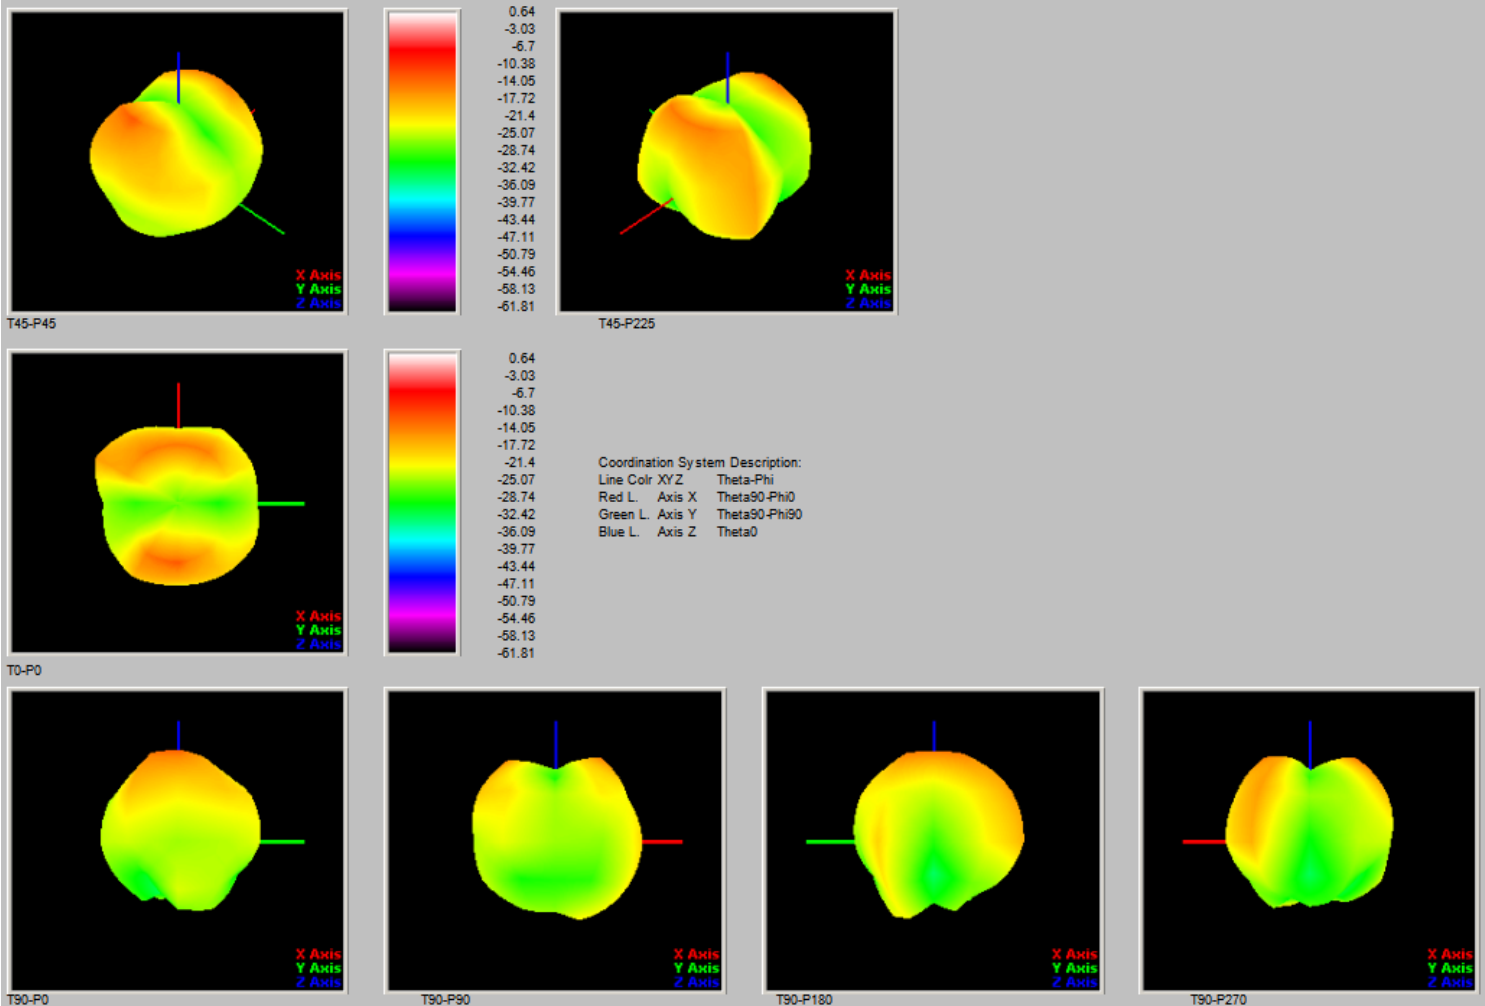 0.64
-3.03
-6.7
-10.38
-14.05
-17.72
-21.4
-25.07
-28.74
-32.42
-36.09
-39.77
-43.44
-47.11
-50.79
-54.46
-58.13
-61.81
X Axis
Y Axis
Z Axis
X Axis
Y Axis
Z Axis
T45-P45
T45-P225
0.64
-3.03
-6.7
-10.38
-14.05
-17.72
-21.4
-25.07
-28.74
-32.42
-36.09
-39.77
-43.44
-47.11
-50.79
-54.46
-58.13
-61.81
Coordination System Description:
Line Colr XYZ Theta-Phi
Red L. Axis X Theta90-Phi0
Green L. Axis Y Theta90-Phi90
Blue L. Axis Z Theta0
X Axis
Y Axis
Z Axis
T0-P0
X Axis
Y Axis
Z Axis
X Axis
Y Axis
Z Axis
X Axis
Y Axis
Z Axis
X Axis
Y Axis
Z Axis
T90-P0
T90-P90
T90-P180
T90-P270